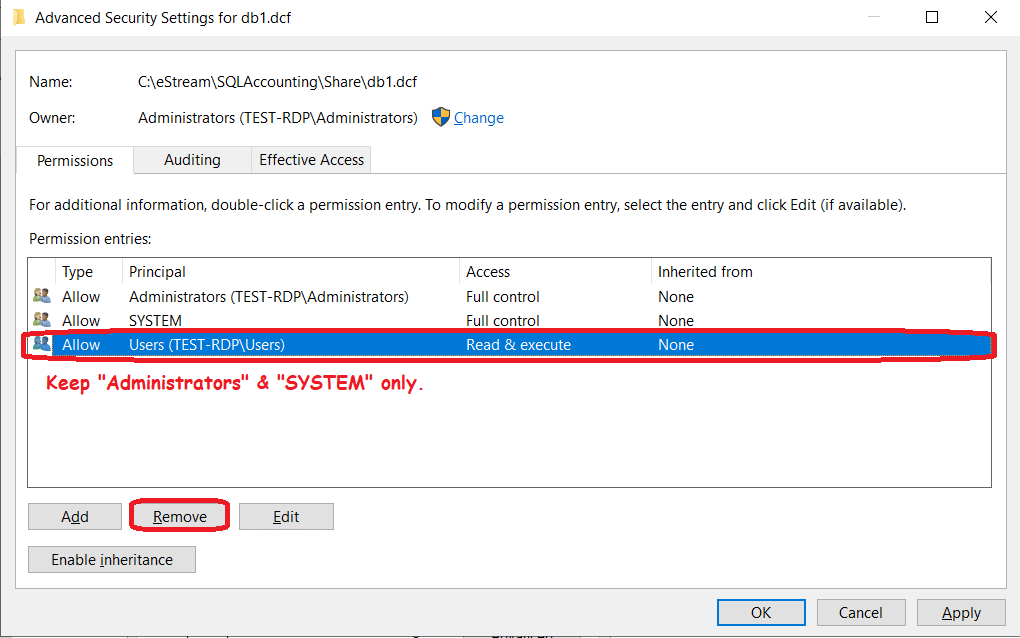 Advanced Security Settings for db1.dcf
Name: C:\eStream\SQLAccounting\Share\db1.dcf
Owner: Administrators (TEST-RDP\Administrators) Change
Permissions Auditing Effective Access
For additional information, double-click a permission entry. To modify a permission entry, select the entry and click Edit (if available).
Permission entries:
Type Principal Access Inherited from
Allow Administrators (TEST-RDP\Administrators) Full control None
Allow SYSTEM Full control None
Allow Users (TEST-RDP\Users) Read & execute None
Keep "Administrators" & "SYSTEM" only.
Add Remove Edit
Enable inheritance
OK Cancel Apply